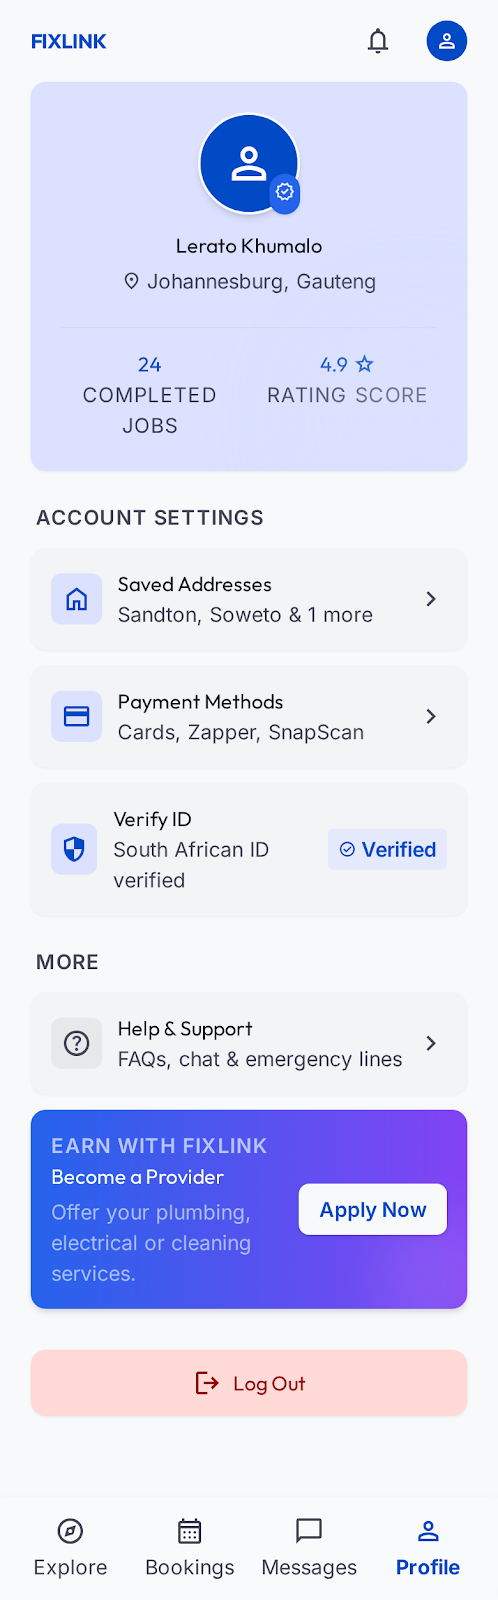 FIXLINK
Lerato Khumalo
Johannesburg, Gauteng
24
COMPLETED
JOBS
4.9
RATING SCORE
ACCOUNT SETTINGS
Saved Addresses
Sandton, Soweto & 1 more
Payment Methods
Cards, Zapper, SnapScan
Verify ID
South African ID
verified
Verified
MORE
Help & Support
FAQs, chat & emergency lines
EARN WITH FIXLINK
Become a Provider
Offer your plumbing,
electrical or cleaning
services.
Apply Now
Log Out
Explore
Bookings
Messages
Profile